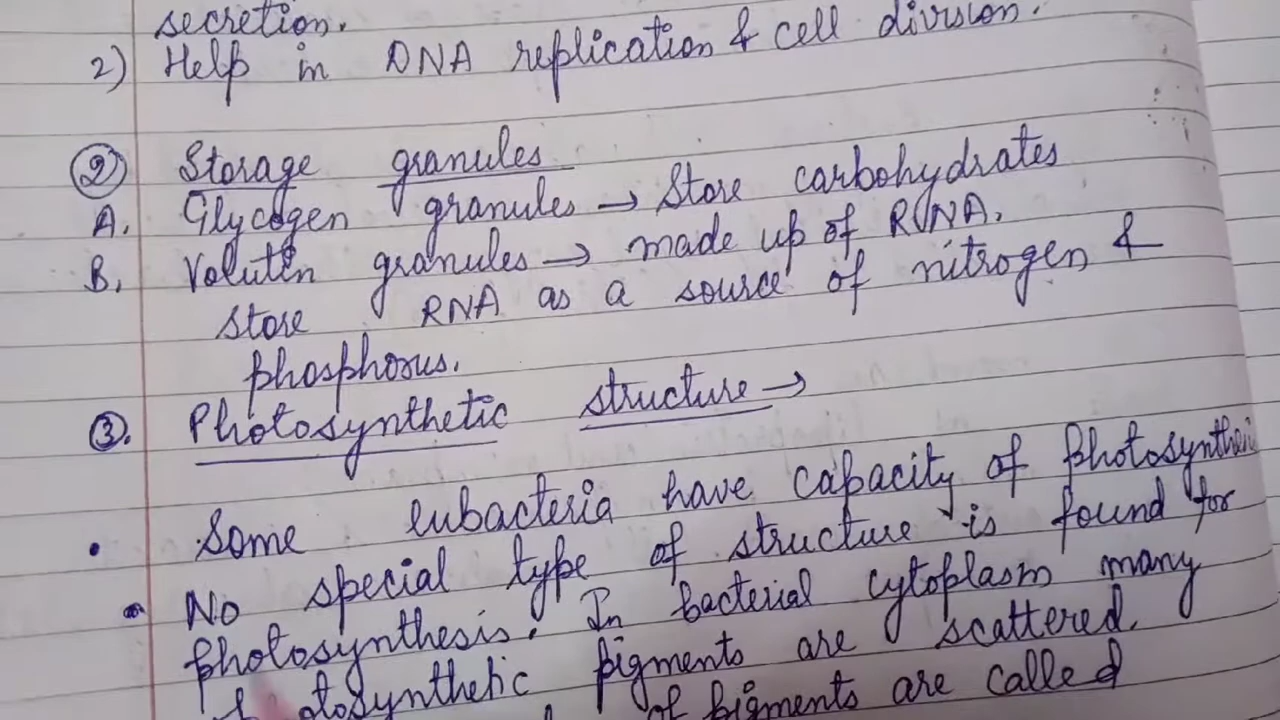 secretion.
2) Help in DNA replication & cell division.
② Storage granules
A. Glycogen granules → Store carbohydrates
B. Volutin granules → made up of RNA.
store RNA as a source of nitrogen &
phosphorus.
③. Photosynthetic structure →
• Some eubacteria have capacity of photosynthesis
• No special type of structure is found for
photosynthesis. In bacterial cytoplasm many
photosynthetic pigments are scattered.
of pigments are called